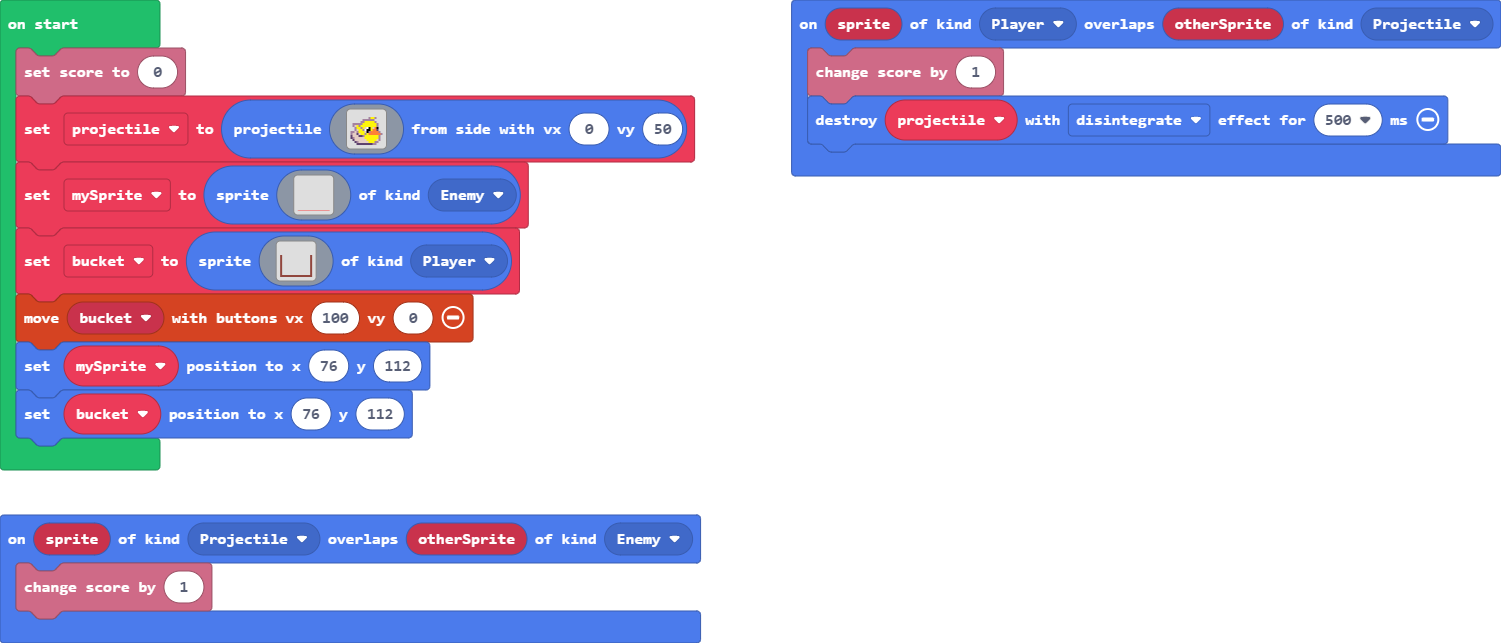 on start
set score to 0
set projectile to projectile from side with vx 0 vy 50
set mySprite to sprite of kind Enemy
set bucket to sprite of kind Player
move bucket with buttons vx 100 vy 0
set mySprite position to x 76 y 112
set bucket position to x 76 y 112
on sprite of kind Projectile overlaps otherSprite of kind Enemy
change score by 1
on sprite of kind Player overlaps otherSprite of kind Projectile
change score by 1
destroy projectile with disintegrate effect for 500 ms